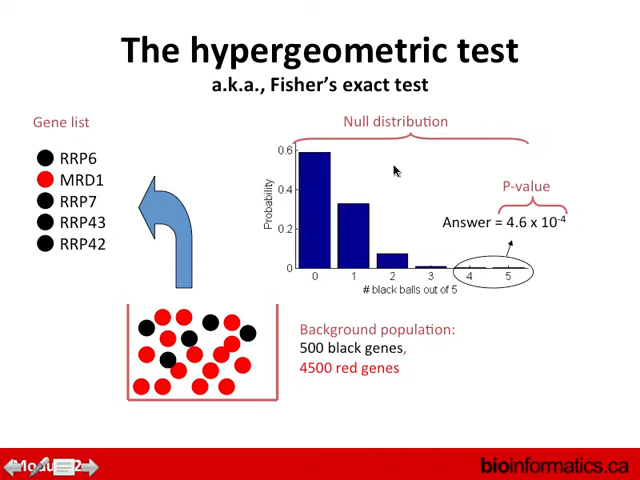 The hypergeometric test
a.k.a., Fisher's exact test
Gene list
RRP6
MRD1
RRP7
RRP43
RRP42
Null distribution
0.6
0.4
0.2
0
Probability
0 1 2 3 4 5
# black balls out of 5
P-value
Answer = 4.6 x 10⁻⁴
Background population:
500 black genes,
4500 red genes
Module 2
bioinformatics.ca